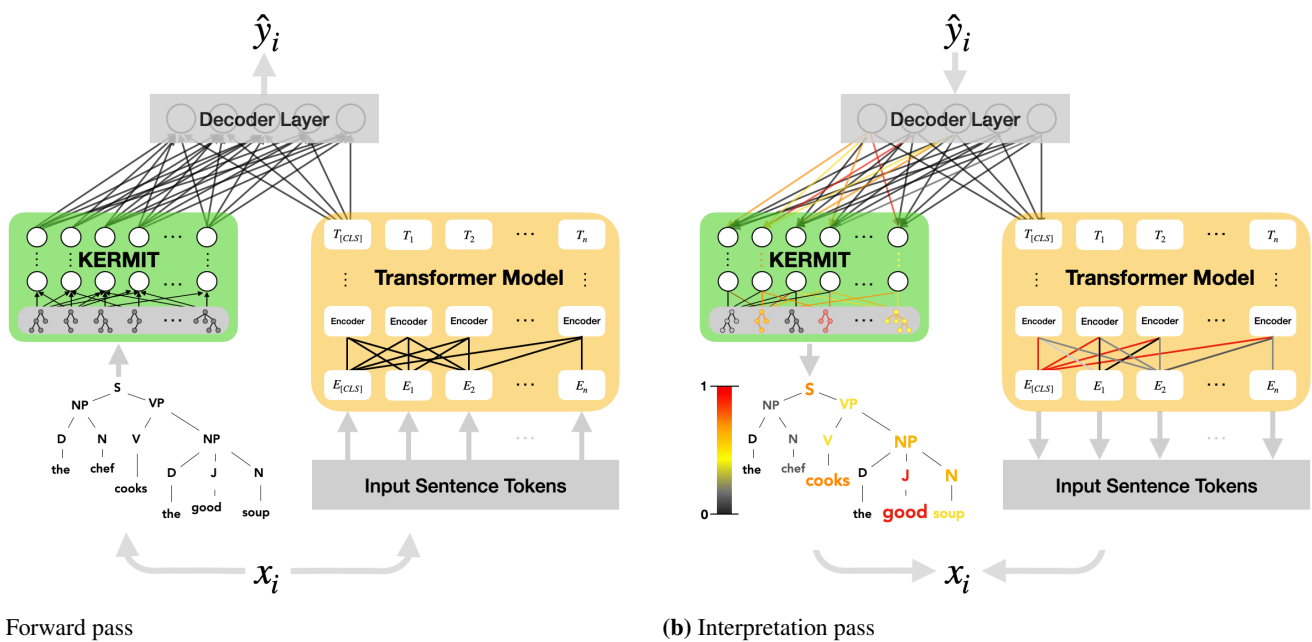 ŷᵢ
Decoder Layer
KERMIT
T[CLS] T₁ T₂ ··· Tₙ
Transformer Model
Encoder Encoder Encoder Encoder
E[CLS] E₁ E₂ ··· Eₙ
S
NP VP
D N V NP
the chef D J N
cooks
the good soup
Input Sentence Tokens
xᵢ
Forward pass
ŷᵢ
Decoder Layer
KERMIT
T[CLS] T₁ T₂ ··· Tₙ
Transformer Model
Encoder Encoder Encoder Encoder
E[CLS] E₁ E₂ ··· Eₙ
1
0
S
NP VP
D N V NP
the chef D J N
cooks
the good soup
Input Sentence Tokens
xᵢ
(b) Interpretation pass